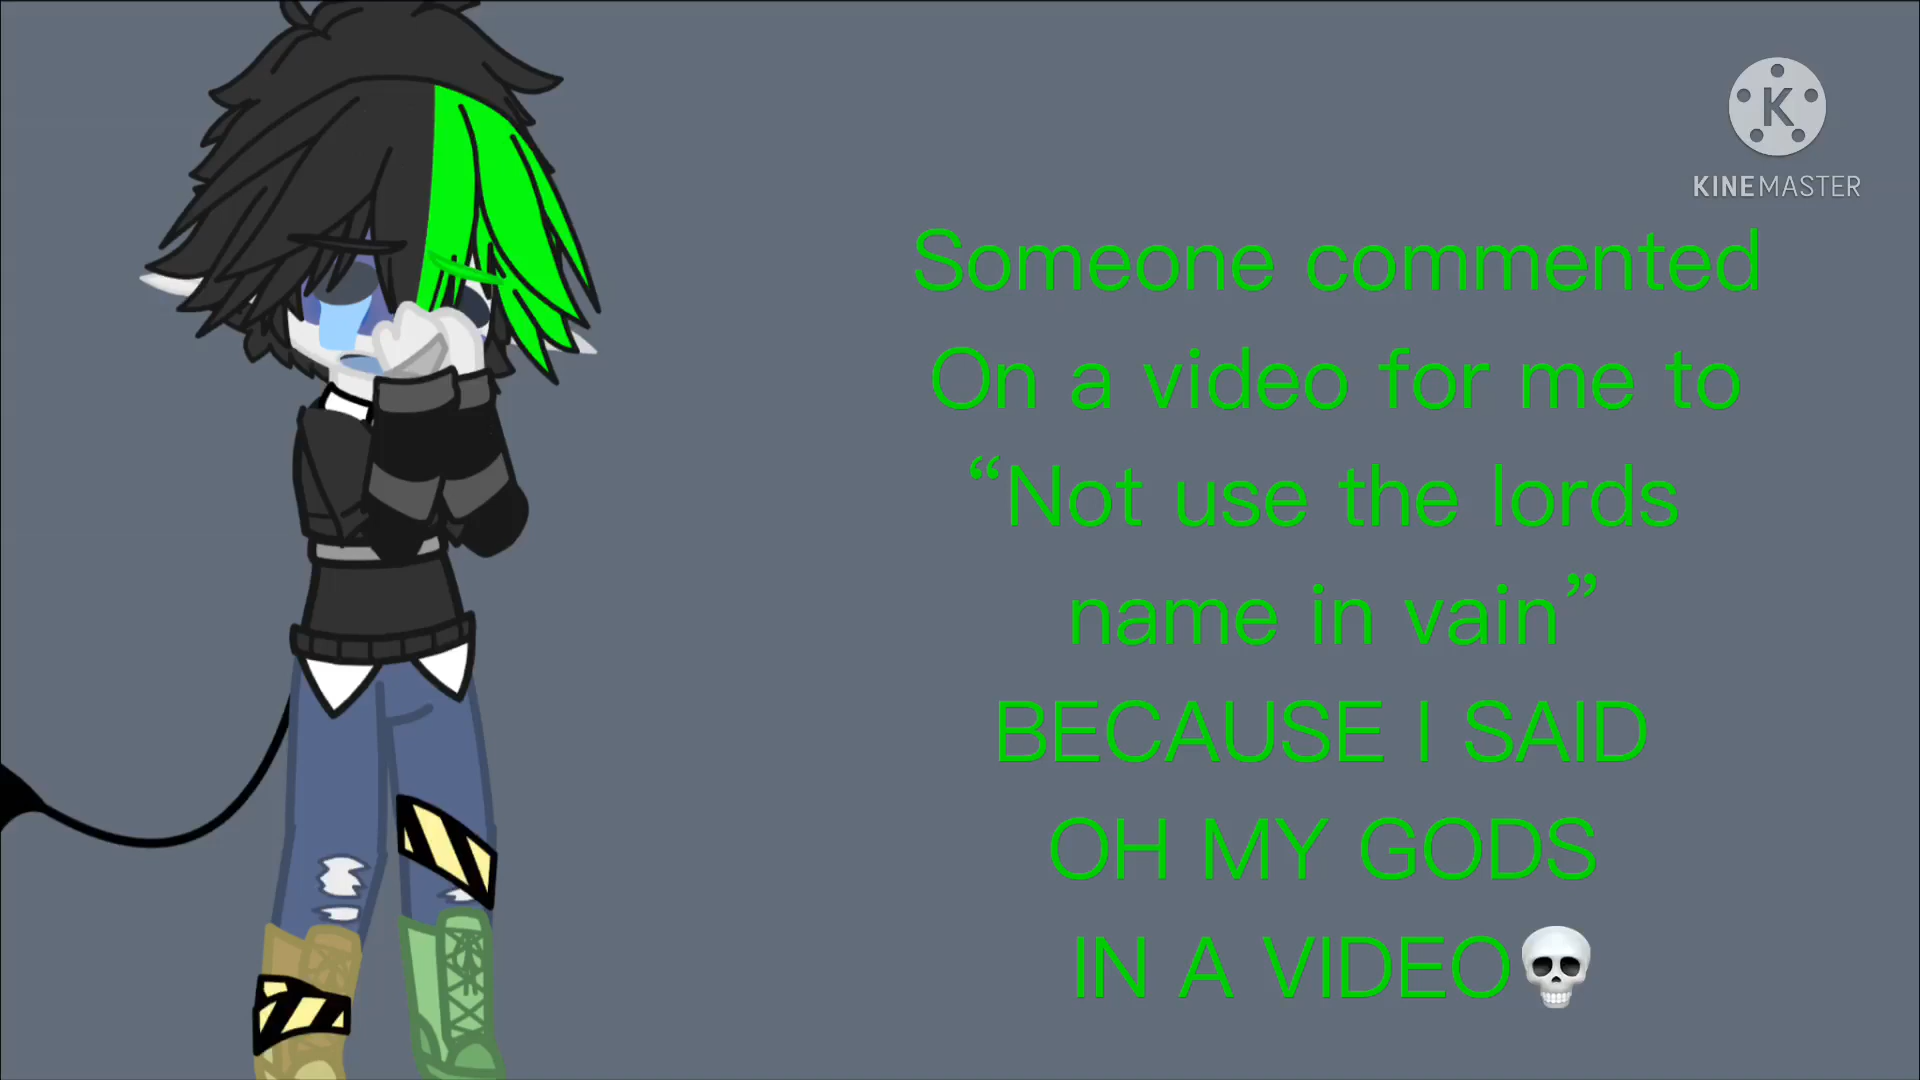 K
KINEMASTER
Someone commented
On a video for me to
“Not use the lords
name in vain”
BECAUSE I SAID
OH MY GODS
IN A VIDEO💀